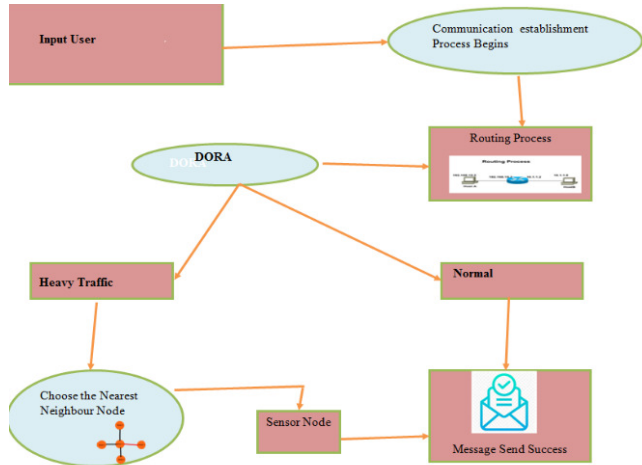 Input User
Communication establishment
Process Begins
Routing Process
Routing Process
DORA
DORA
Heavy Traffic
Normal
Choose the Nearest
Neighbour Node
Sensor Node
Message Send Success